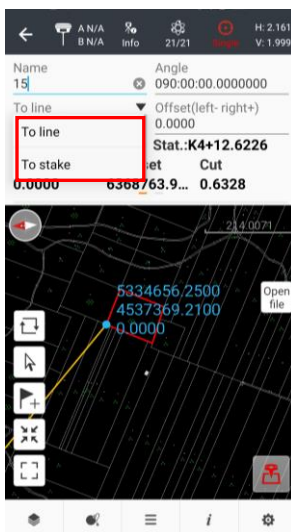 A N/A
B N/A
Info
21/21
Single
H: 2.161
V: 1.999
Name
Angle
15
090:00:00.0000000
To line
Offset(left- right+)
0.0000
To line
To stake
Stat.:K4+12.6226
et
Cut
0.0000
6368763.9...
0.6328
214.0071
5334656.2500
4537369.2100
0.0000
Open
file
i